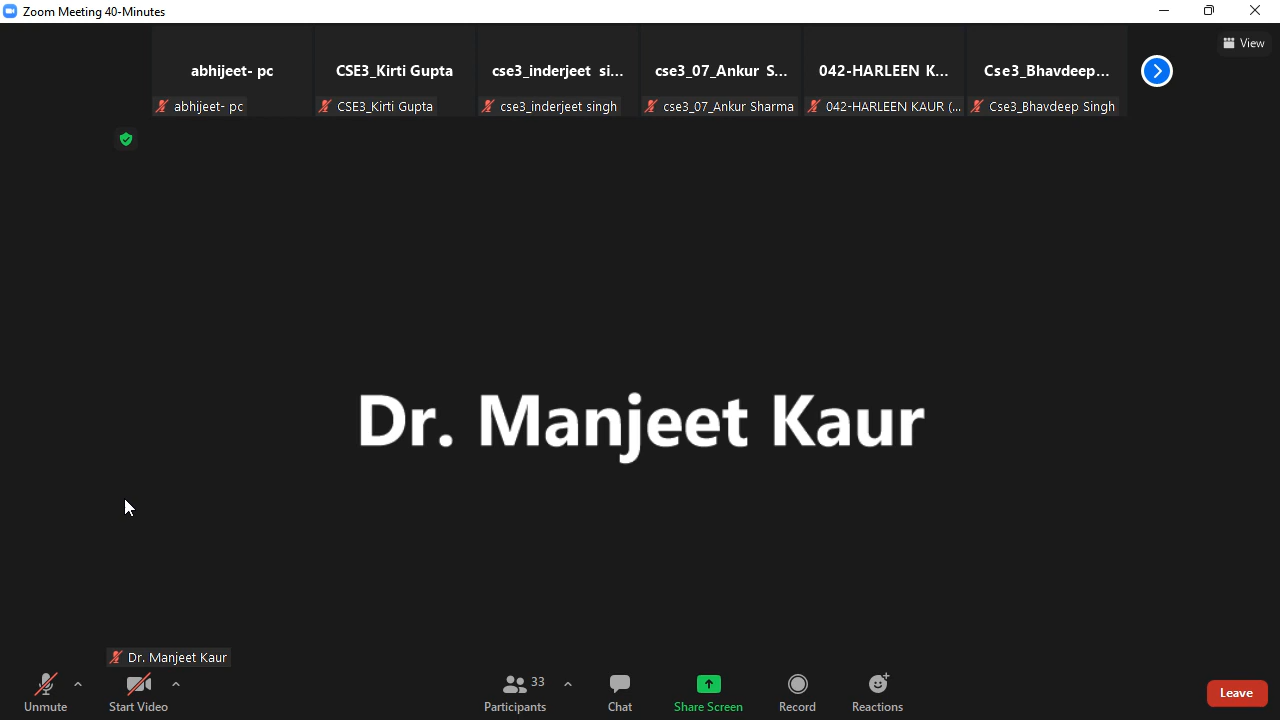 Zoom Meeting 40-Minutes
View
abhijeet- pc
CSE3_Kirti Gupta
cse3_inderjeet si...
cse3_07_Ankur S...
042-HARLEEN K...
Cse3_Bhavdeep...
abhijeet- pc
CSE3_Kirti Gupta
cse3_inderjeet singh
cse3_07_Ankur Sharma
042-HARLEEN KAUR (...
Cse3_Bhavdeep Singh
Dr. Manjeet Kaur
Dr. Manjeet Kaur
33
Unmute
Start Video
Participants
Chat
Share Screen
Record
Reactions
Leave